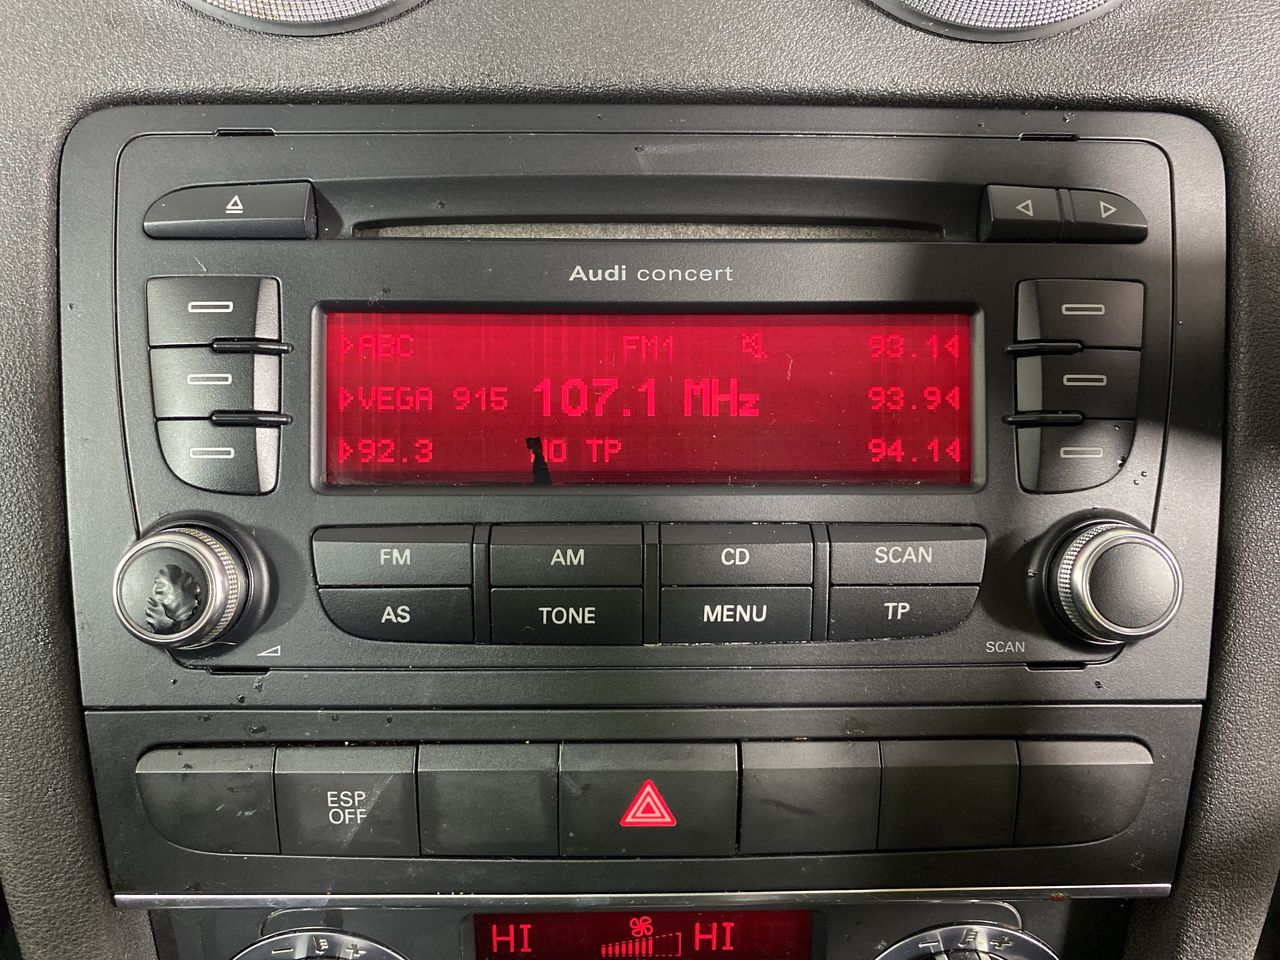 Audi concert
ABC FM1 93.1
VEGA 915 107.1 MHz 93.9
92.3 NO TP 94.1
FM AM CD SCAN
AS TONE MENU TP
SCAN
ESP
OFF
HI HI